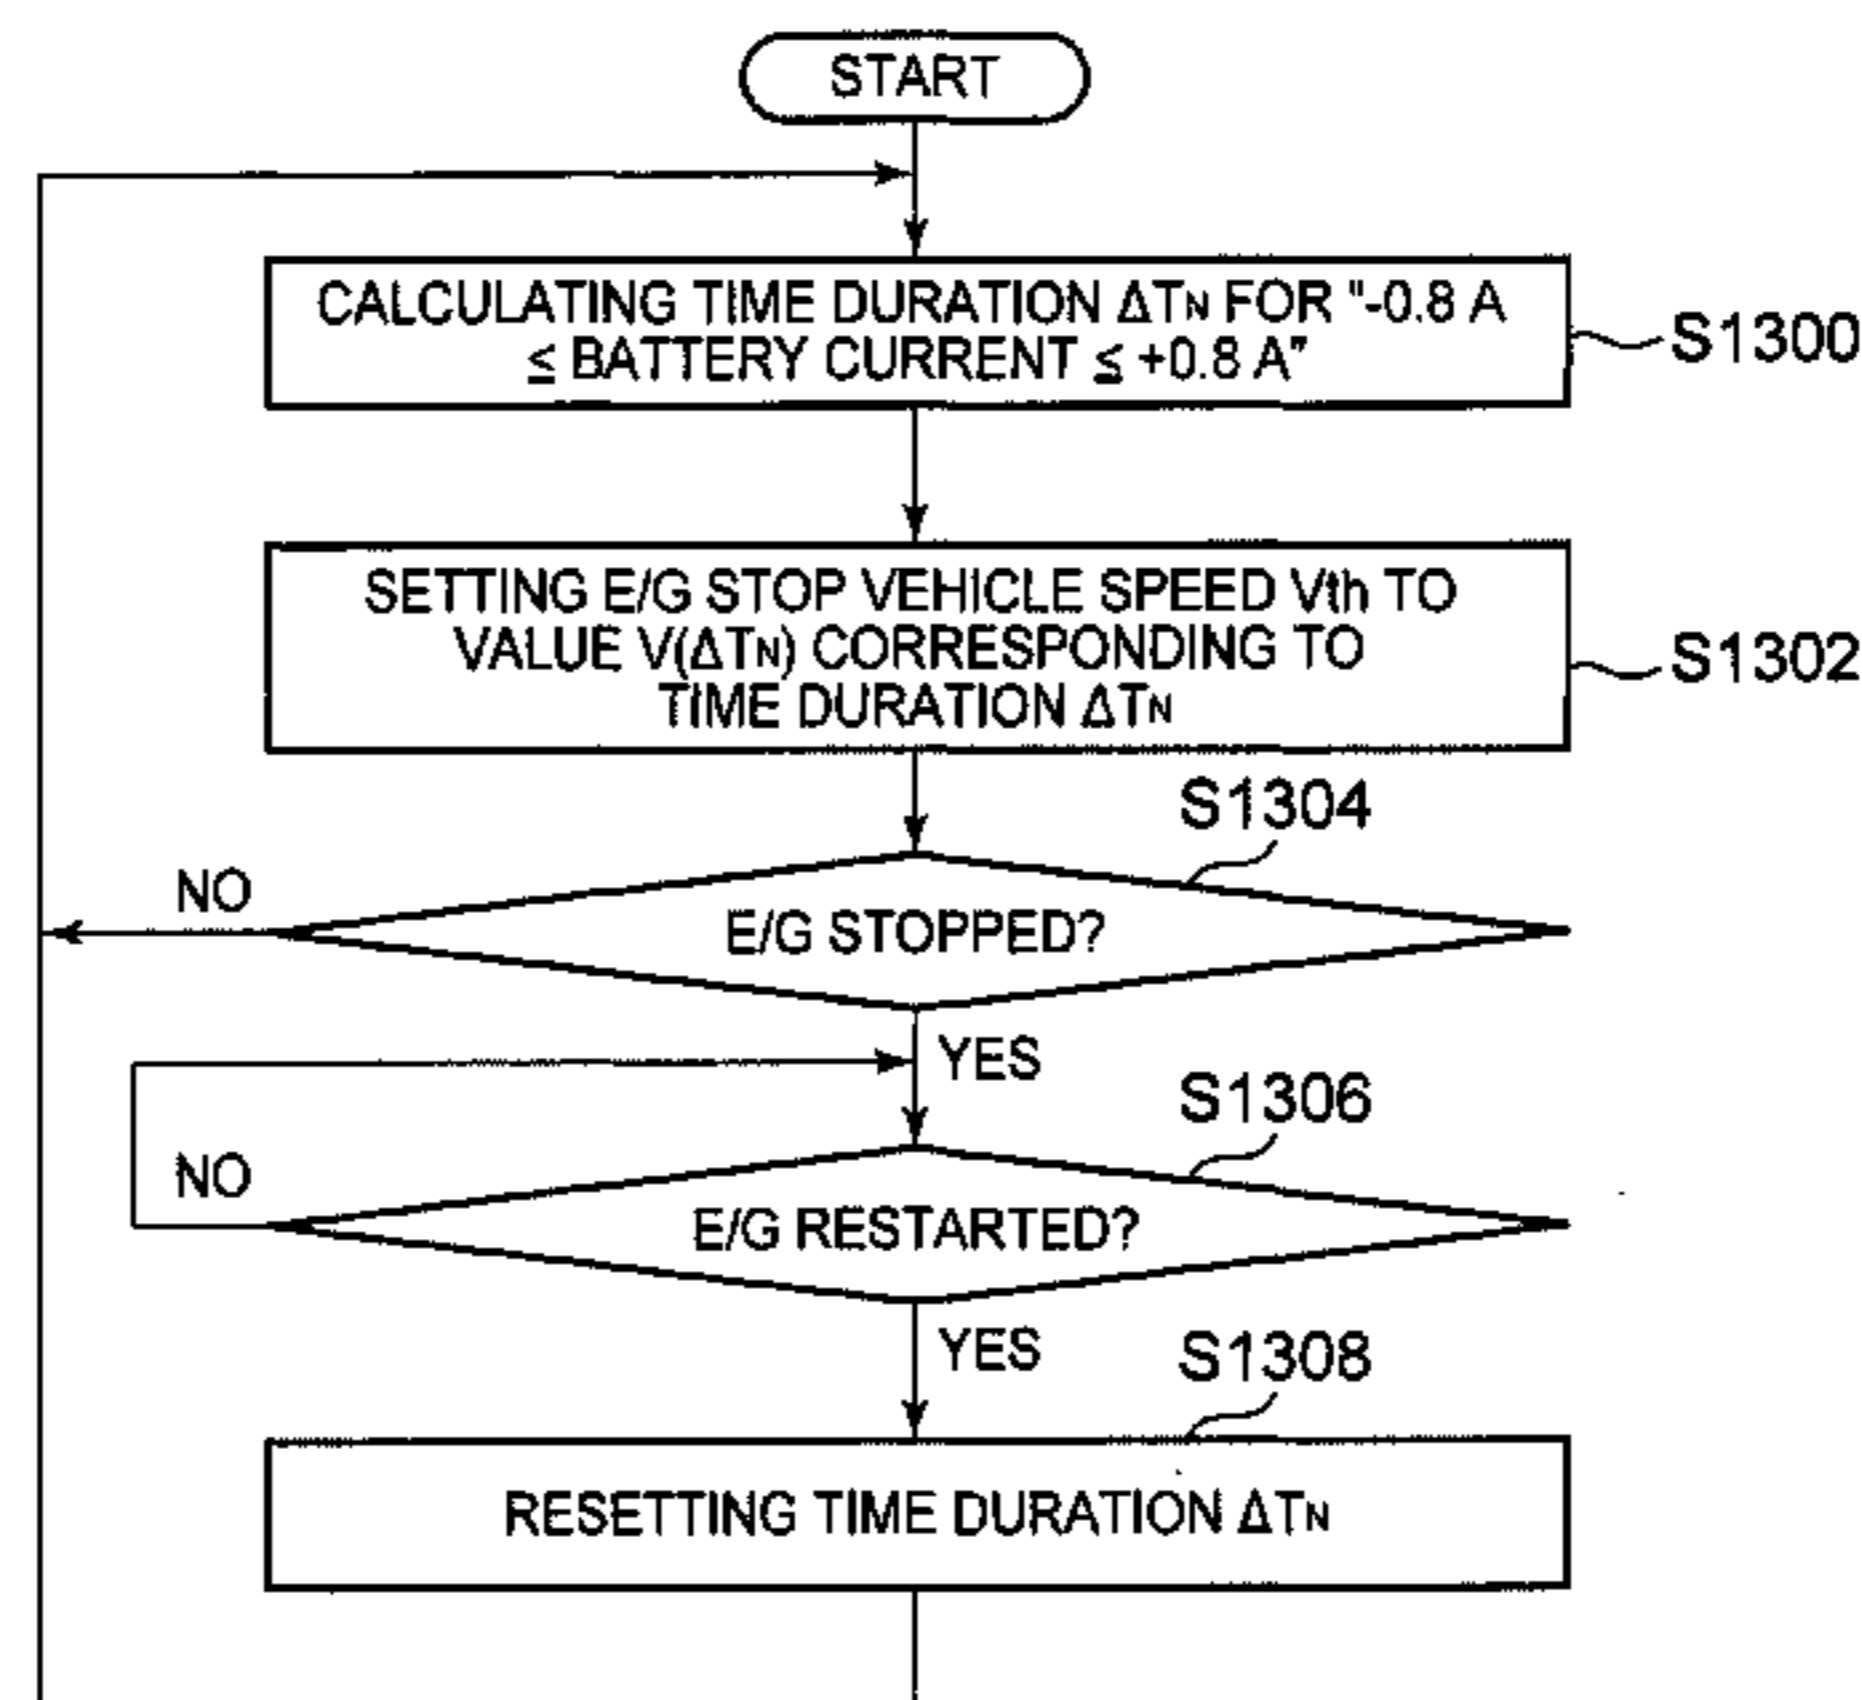 START
CALCULATING TIME DURATION ΔTN FOR "-0.8 A
≤ BATTERY CURRENT ≤ +0.8 A"
S1300
SETTING E/G STOP VEHICLE SPEED Vth TO
VALUE V(ΔTN) CORRESPONDING TO
TIME DURATION ΔTN
S1302
S1304
NO
E/G STOPPED?
YES
S1306
NO
E/G RESTARTED?
YES
S1308
RESETTING TIME DURATION ΔTN